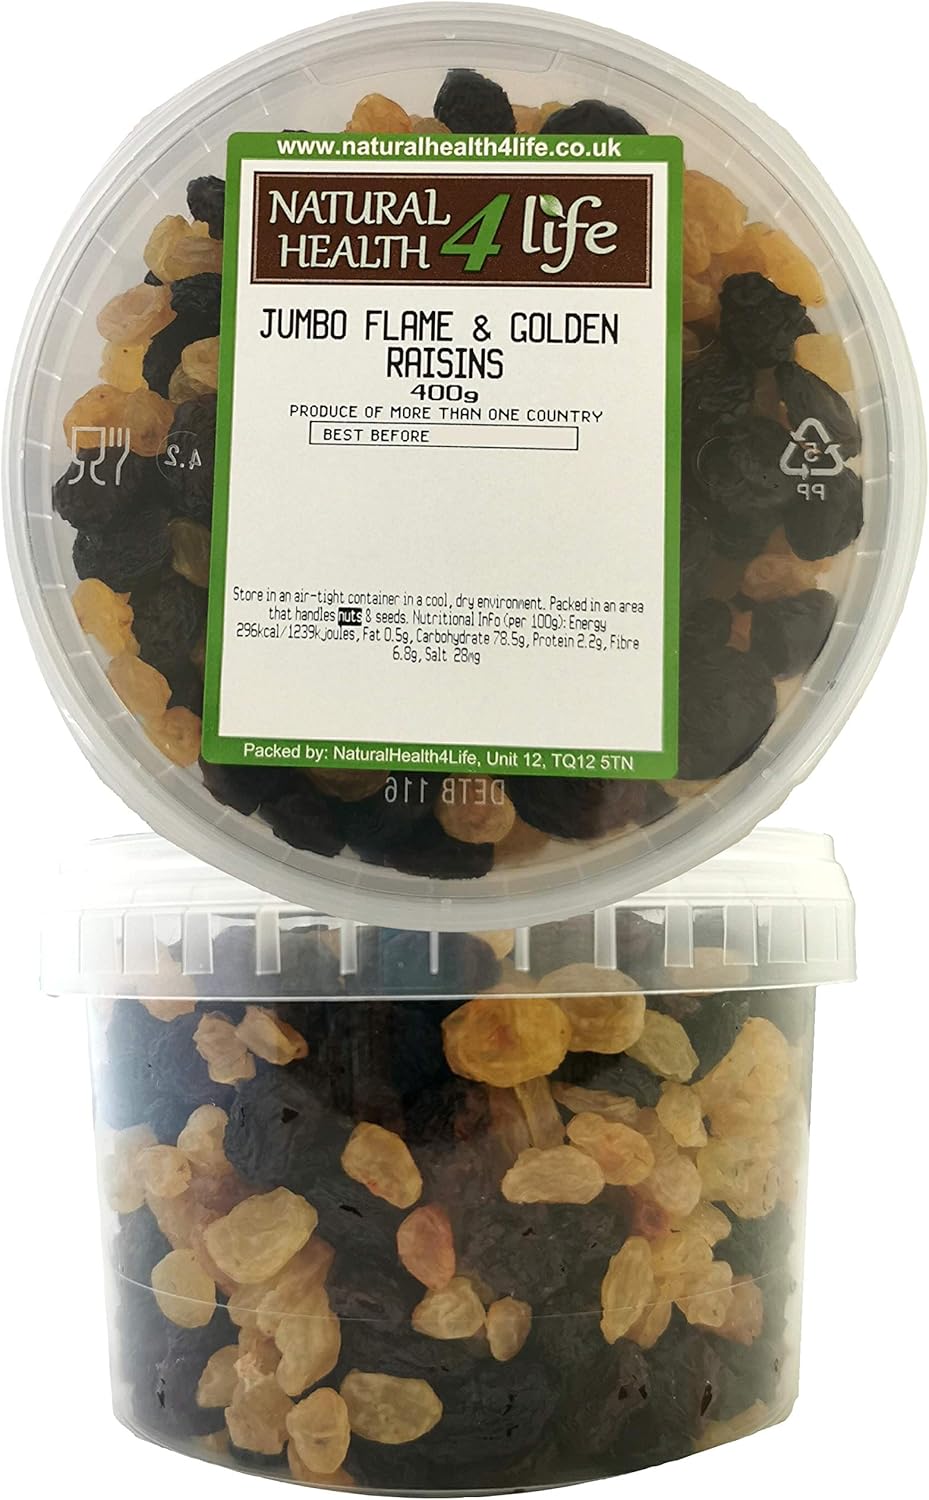 www.naturalhealth4life.co.uk
NATURAL HEALTH 4 life
JUMBO FLAME & GOLDEN
RAISINS
400g
PRODUCE OF MORE THAN ONE COUNTRY
BEST BEFORE
4.2
5
PP
Store in an air-tight container in a cool, dry environment. Packed in an area
that handles nuts & seeds. Nutritional Info (per 100g): Energy
296kcal/1239kjoules, Fat 0.5g, Carbohydrate 78.5g, Protein 2.2g, Fibre
6.8g, Salt 28mg
Packed by: NaturalHealth4Life, Unit 12, TQ12 5TN
DETB 116